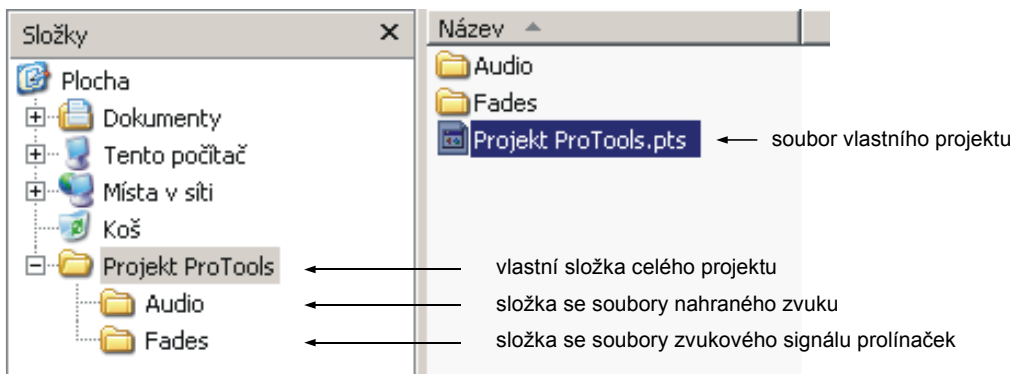 Složky
Plocha
Dokumenty
Tento počítač
Místa v síti
Koš
Projekt ProTools
Audio
Fades
Název
Audio
Fades
Projekt ProTools.pts
soubor vlastního projektu
vlastní složka celého projektu
složka se soubory nahraného zvuku
složka se soubory zvukového signálu prolínaček